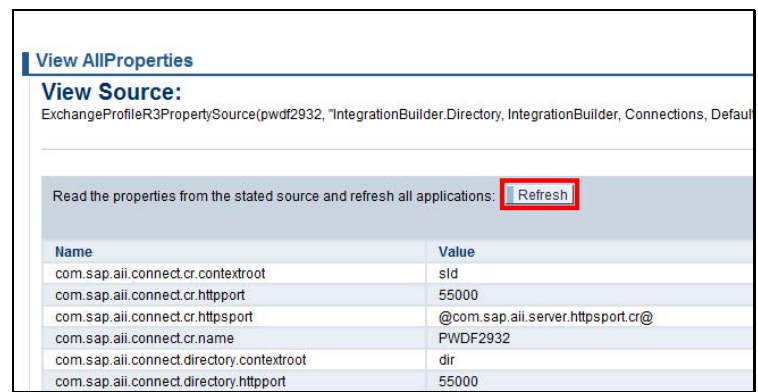 View AllProperties
View Source:
ExchangeProfileR3PropertySource(pwdf2932, "IntegrationBuilder.Directory, IntegrationBuilder, Connections, Defaul
Read the properties from the stated source and refresh all applications: Refresh
Name Value
com.sap.aii.connect.cr.contextroot sld
com.sap.aii.connect.cr.httpport 55000
com.sap.aii.connect.cr.httpsport @com.sap.aii.server.httpsport.cr@
com.sap.aii.connect.cr.name PWDF2932
com.sap.aii.connect.directory.contextroot dir
com.sap.aii.connect.directory.httpport 55000